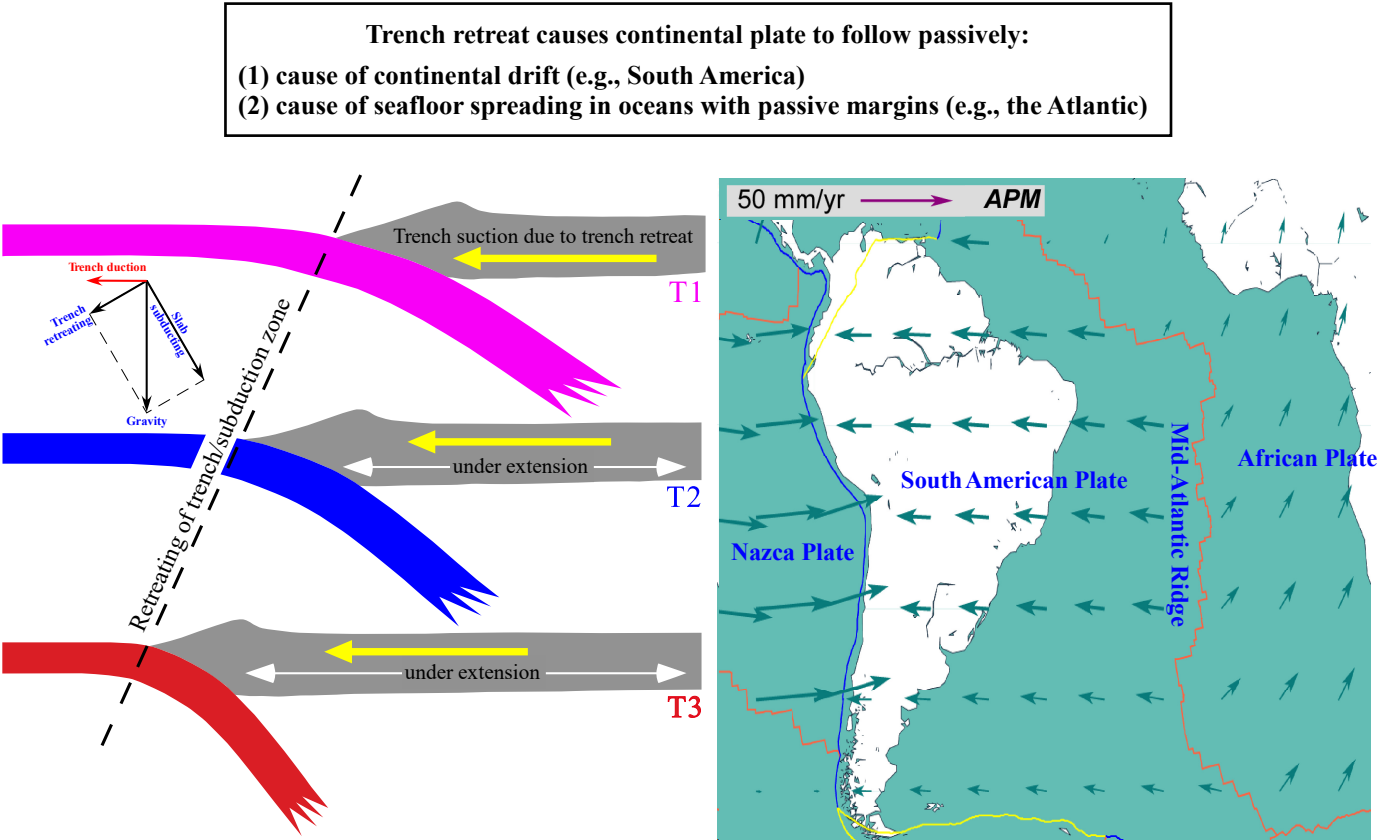 Trench retreat causes continental plate to follow passively:
(1) cause of continental drift (e.g., South America)
(2) cause of seafloor spreading in oceans with passive margins (e.g., the Atlantic)
Trench suction due to trench retreat
T1
Trench duction
Trench
retreating
Slab
subducting
Gravity
Retreating of trench/subduction zone
under extension
T2
under extension
T3
50 mm/yr
APM
Mid-Atlantic Ridge
African Plate
South American Plate
Nazca Plate